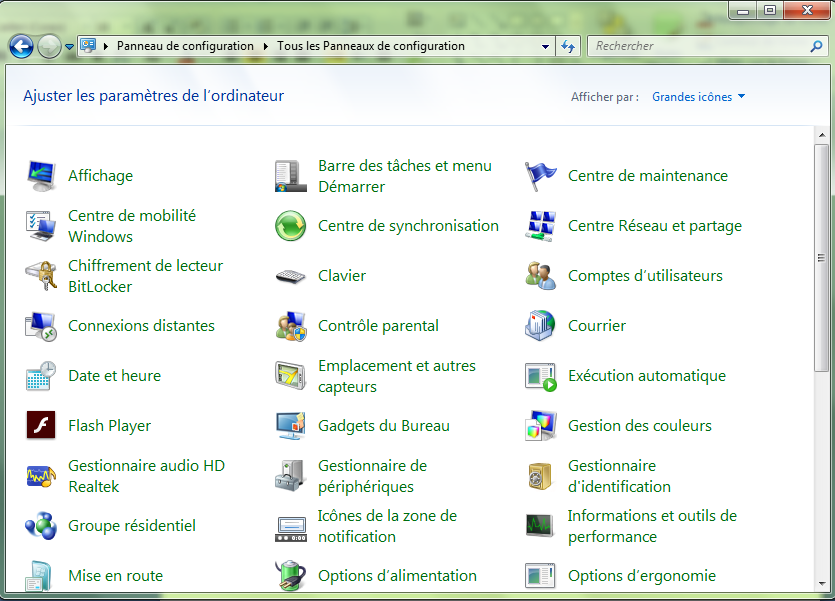 Panneau de configuration Tous les Panneaux de configuration
Rechercher
Ajuster les paramètres de l'ordinateur
Afficher par : Grandes icônes
Affichage
Barre des tâches et menu
Démarrer
Centre de maintenance
Centre de mobilité
Windows
Centre de synchronisation
Centre Réseau et partage
Chiffrement de lecteur
BitLocker
Clavier
Comptes d'utilisateurs
Connexions distantes
Contrôle parental
Courrier
Date et heure
Emplacement et autres
capteurs
Exécution automatique
Flash Player
Gadgets du Bureau
Gestion des couleurs
Gestionnaire audio HD
Realtek
Gestionnaire de
périphériques
Gestionnaire
d'identification
Groupe résidentiel
Icônes de la zone de
notification
Informations et outils de
performance
Mise en route
Options d'alimentation
Options d'ergonomie